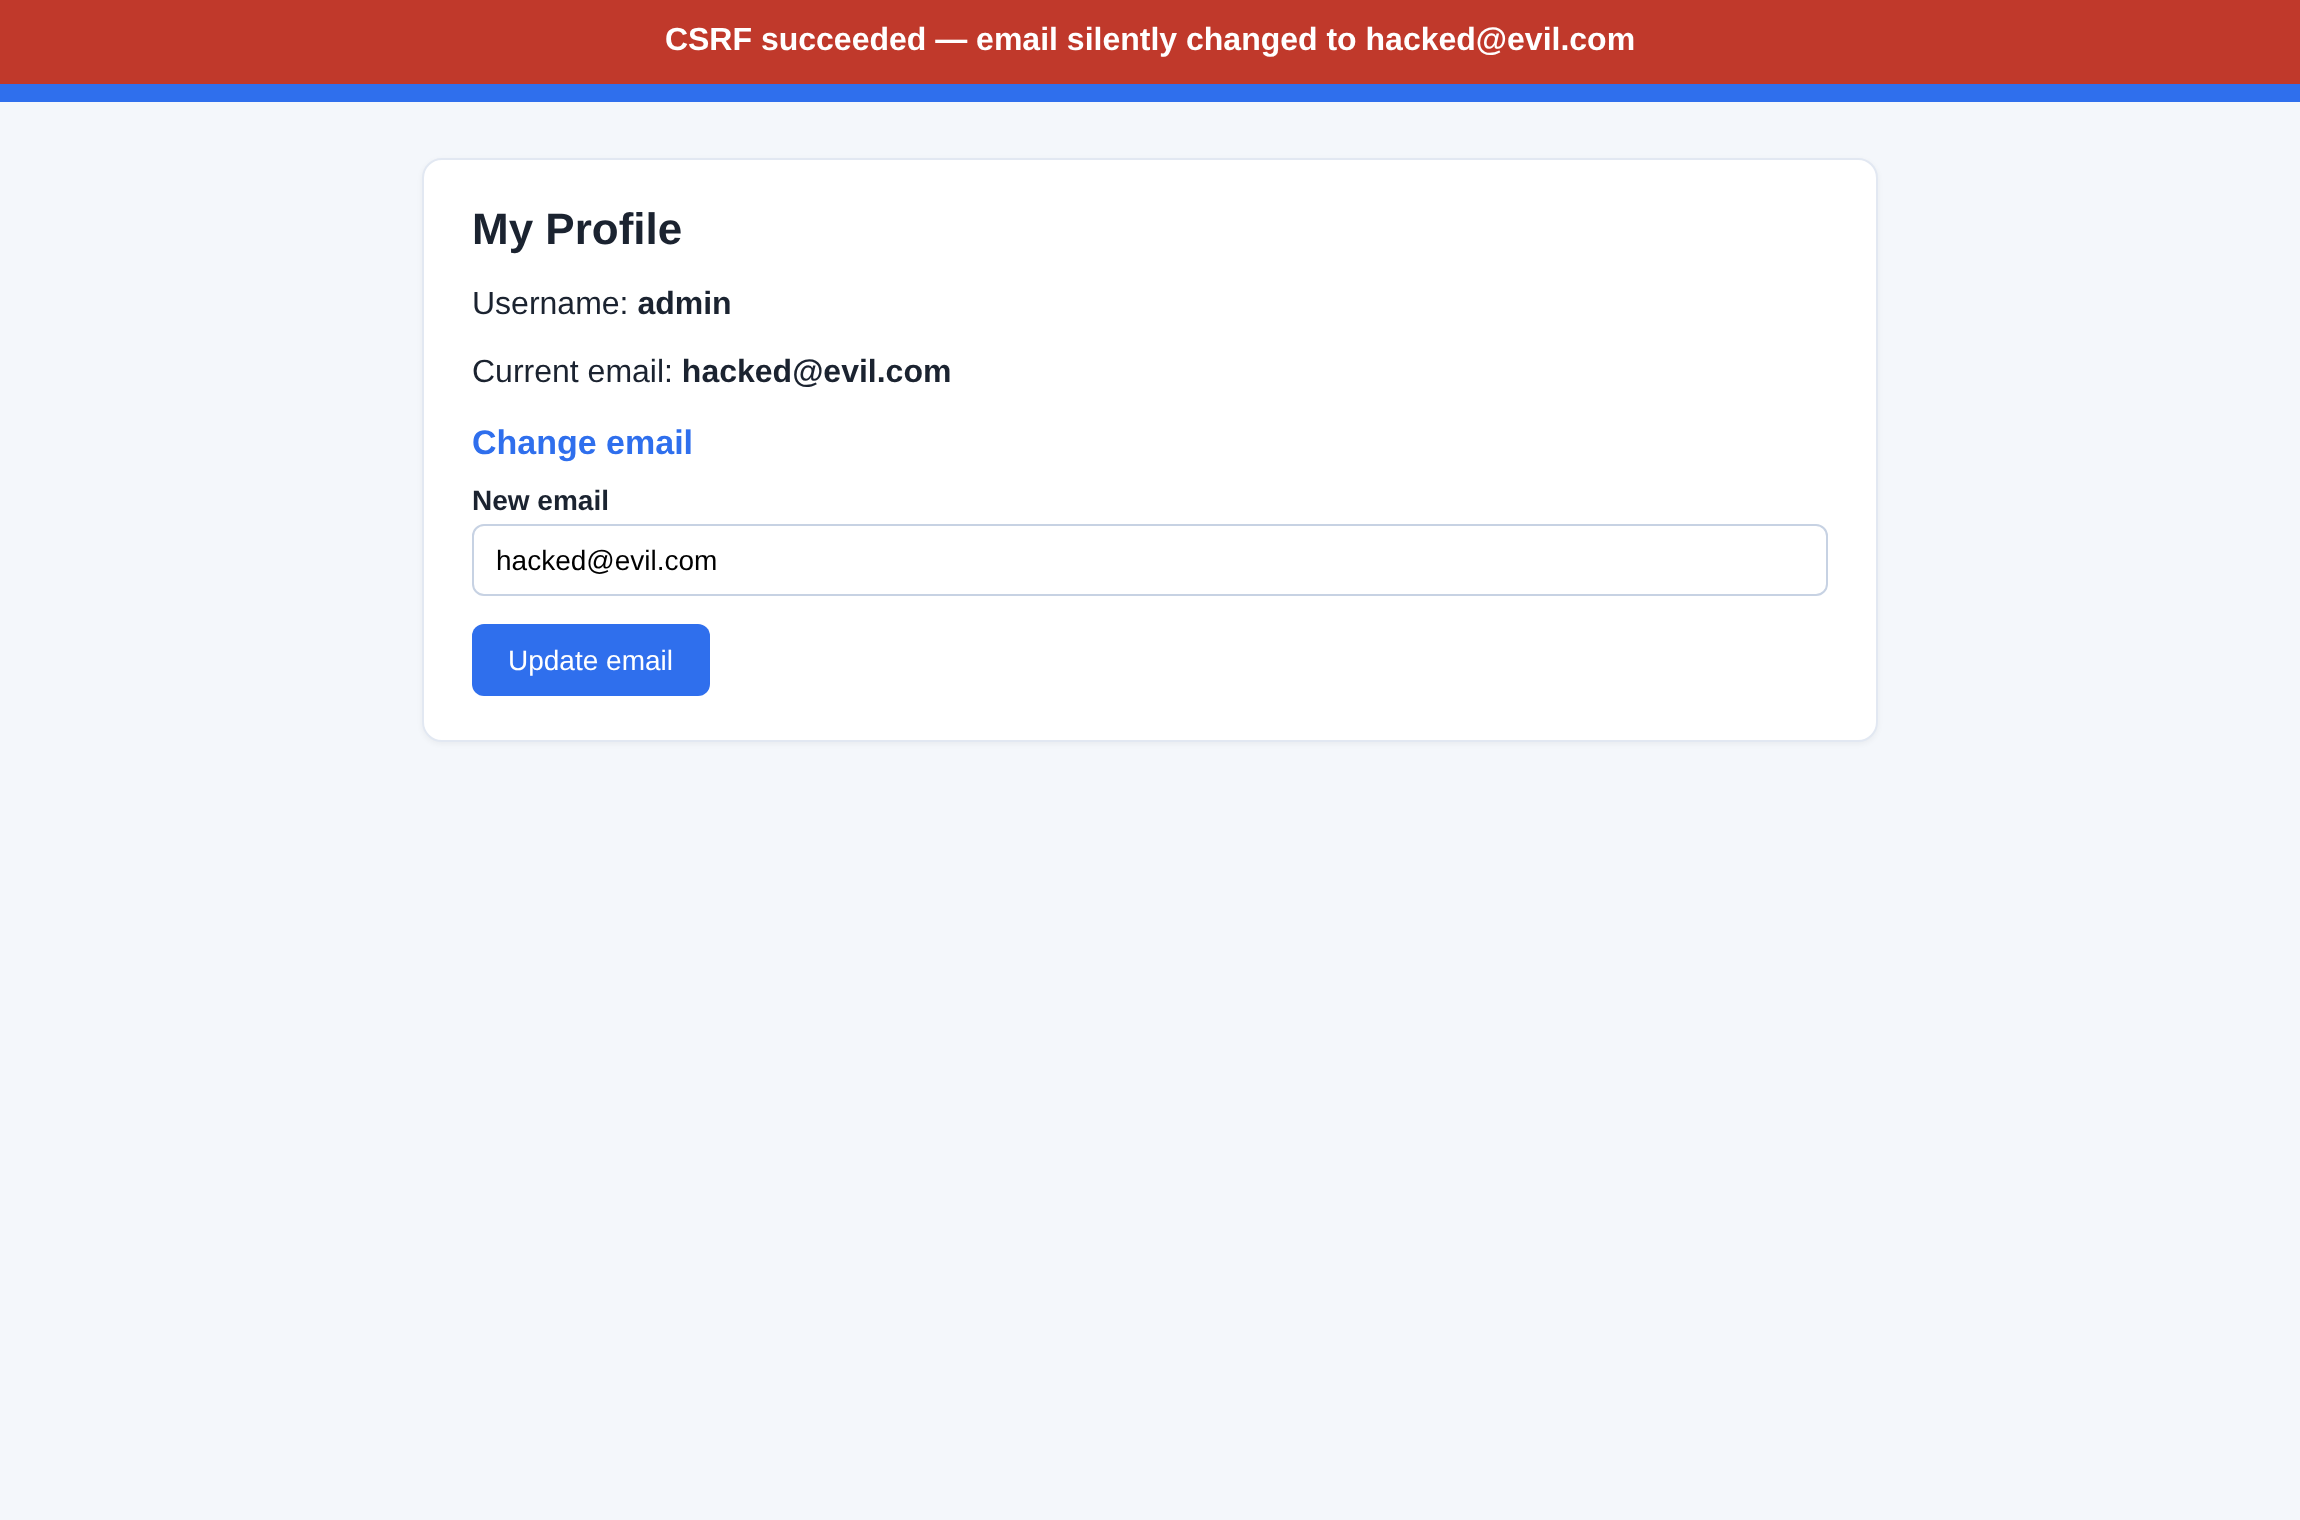 CSRF succeeded — email silently changed to hacked@evil.com
My Profile
Username: admin
Current email: hacked@evil.com
Change email
New email
hacked@evil.com
Update email